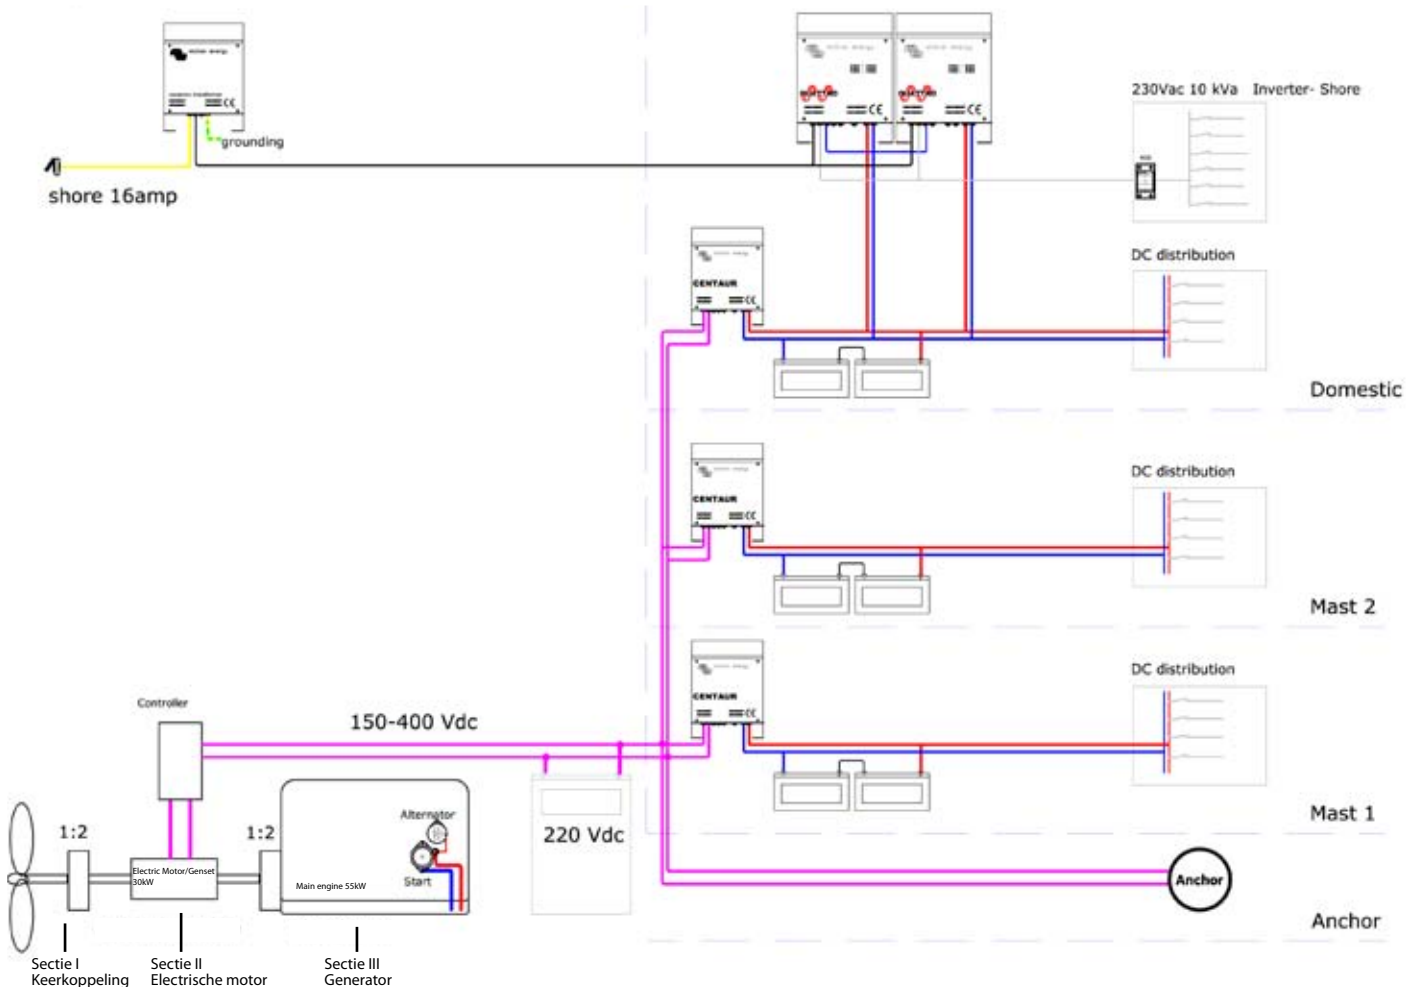 grounding
shore 16amp
QUATTRO
QUATTRO
230Vac 10 kVa Inverter- Shore
CENTAUR
DC distribution
Domestic
CENTAUR
DC distribution
Mast 2
CENTAUR
DC distribution
Mast 1
Controller
150-400 Vdc
220 Vdc
1:2
1:2
Alternator
Start
Electric Motor/Genset
30kW
Main engine 55kW
Anchor
Anchor
Sectie I
Keerkoppeling
Sectie II
Electrische motor
Sectie III
Generator